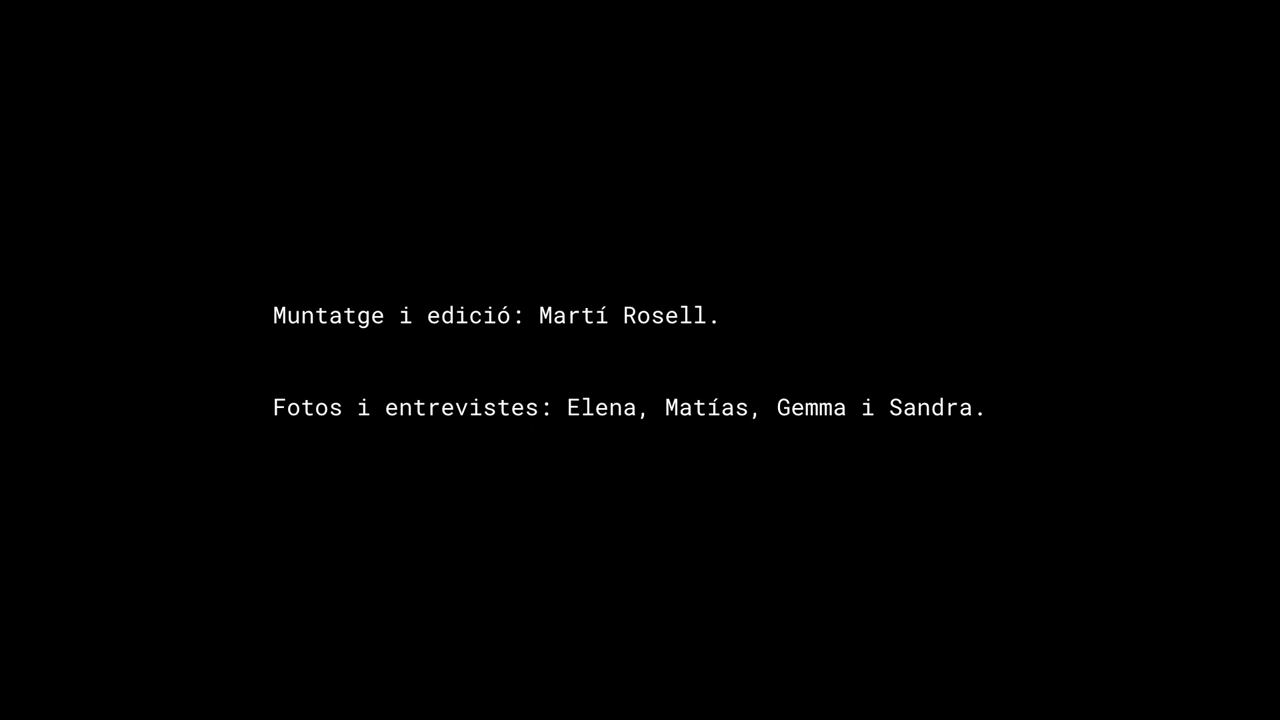 Muntatge i edició: Martí Rosell.
Fotos i entrevistes: Elena, Matías, Gemma i Sandra.